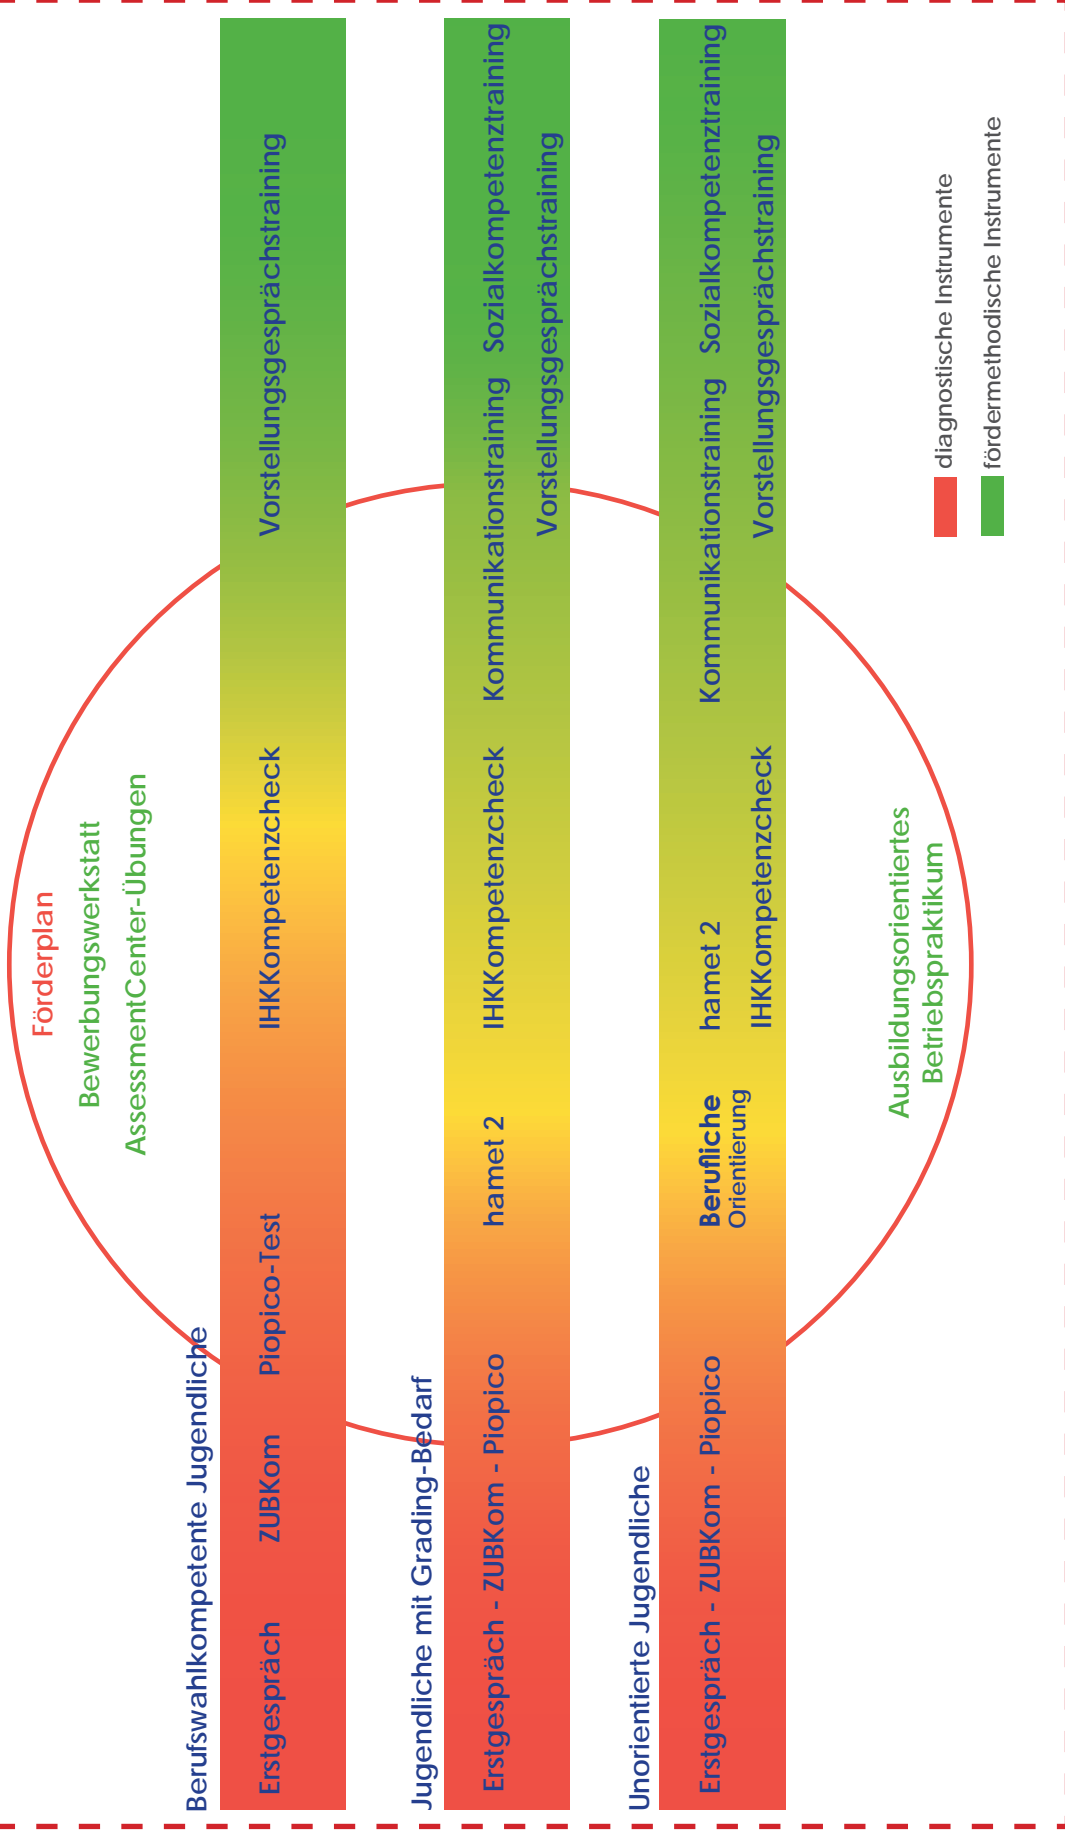 Förderplan
Bewerbungswerkstatt
AssessmentCenter-Übungen
Berufswahlkompetente Jugendliche
Erstgespräch ZUBKom Piopico-Test IHKKompetenzcheck Vorstellungsgesprächstraining
Jugendliche mit Grading-Bedarf
Erstgespräch - ZUBKom - Piopico hamet 2 IHKKompetenzcheck Kommunikationstraining Sozialkompetenztraining
Vorstellungsgesprächstraining
Unorientierte Jugendliche
Erstgespräch - ZUBKom - Piopico Berufliche hamet 2 Kommunikationstraining Sozialkompetenztraining
Orientierung IHKKompetenzcheck Vorstellungsgesprächstraining
Ausbildungsorientiertes
Betriebspraktikum
diagnostische Instrumente
fördermethodische Instrumente